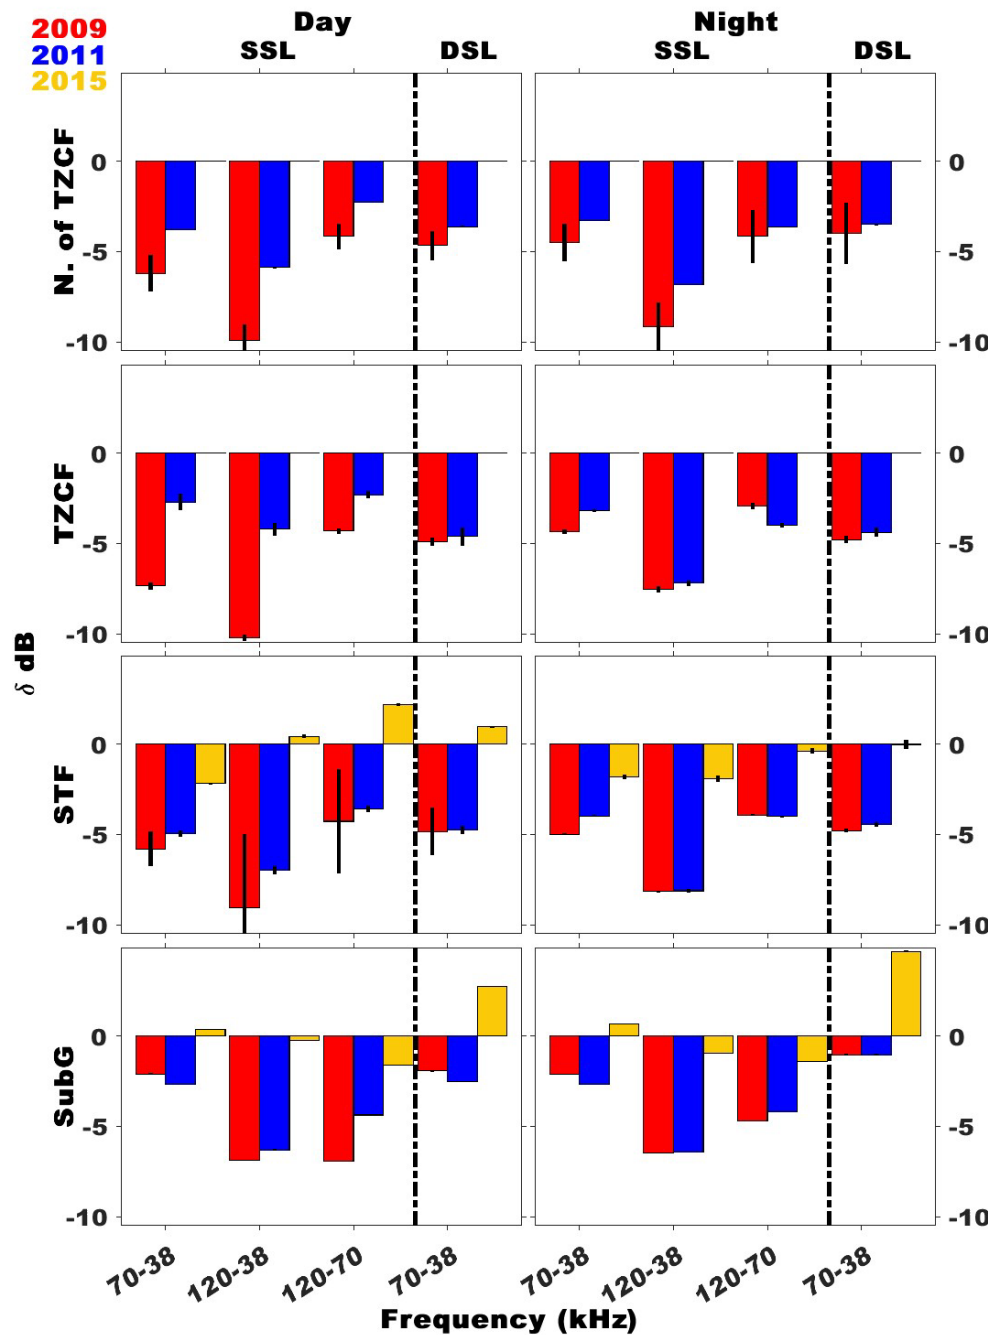 Day Night
2009
2011
2015
SSL DSL SSL DSL
N. of TZCF
0 0
-5 -5
-10 -10
TZCF
0 0
-5 -5
-10 -10
δ dB
STF
0 0
-5 -5
-10 -10
SubG
0 0
-5 -5
-10 -10
70-38 120-38 120-70 70-38 70-38 120-38 120-70 70-38
Frequency (kHz)